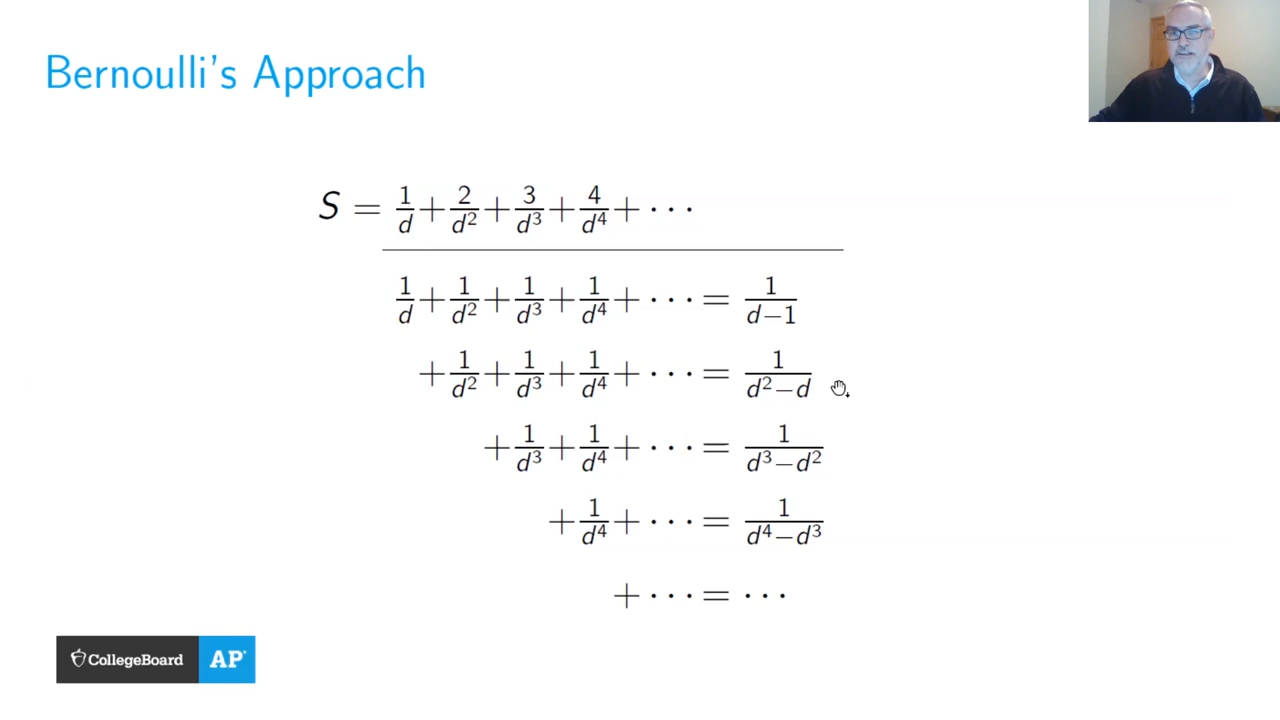 Bernoulli's Approach
S = 1/d + 2/d² + 3/d³ + 4/d⁴ + ···
1/d + 1/d² + 1/d³ + 1/d⁴ + ··· = 1/(d−1)
+ 1/d² + 1/d³ + 1/d⁴ + ··· = 1/(d²−d)
+ 1/d³ + 1/d⁴ + ··· = 1/(d³−d²)
+ 1/d⁴ + ··· = 1/(d⁴−d³)
+ ··· = ···
CollegeBoard AP®